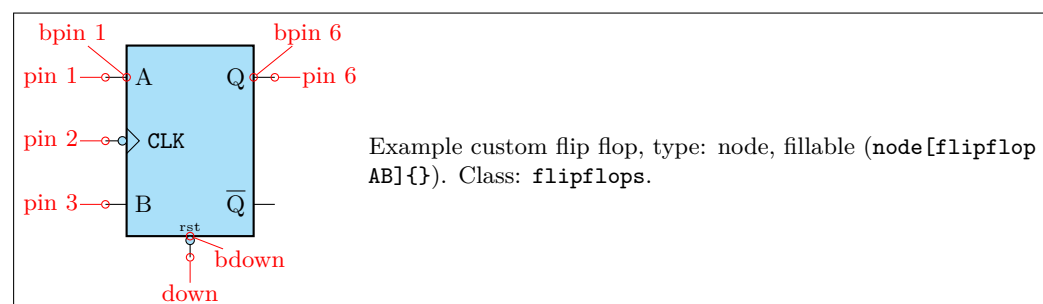 bpin 1 bpin 6
pin 1 A Q pin 6
pin 2 CLK
Example custom flip flop, type: node, fillable (node[flipflop
AB]{}). Class: flipflops.
pin 3 B Q
rst
bdown
down